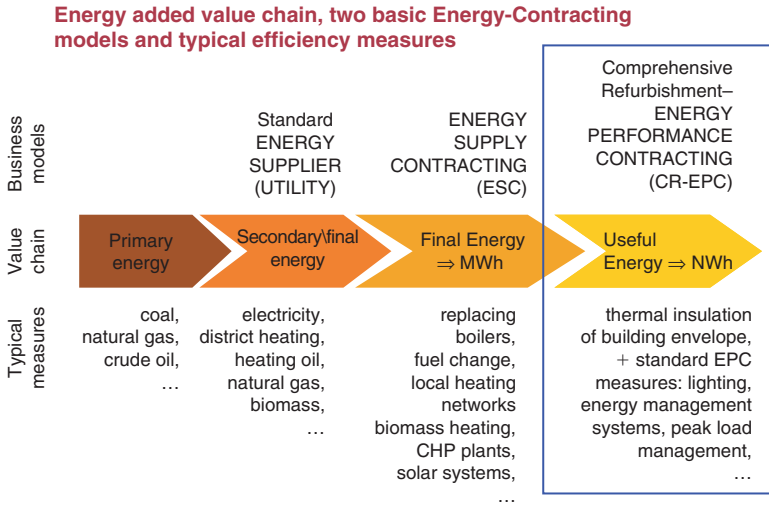 Energy added value chain, two basic Energy-Contracting
models and typical efficiency measures
Business
models
Standard
ENERGY
SUPPLIER
(UTILITY)
ENERGY
SUPPLY
CONTRACTING
(ESC)
Comprehensive
Refurbishment–
ENERGY
PERFORMANCE
CONTRACTING
(CR-EPC)
Value
chain
Primary
energy
Secondary\final
energy
Final Energy
⇒ MWh
Useful
Energy ⇒ NWh
Typical
measures
coal,
natural gas,
crude oil,
…
electricity,
district heating,
heating oil,
natural gas,
biomass,
…
replacing
boilers,
fuel change,
local heating
networks
biomass heating,
CHP plants,
solar systems,
…
thermal insulation
of building envelope,
+ standard EPC
measures: lighting,
energy management
systems, peak load
management,
…